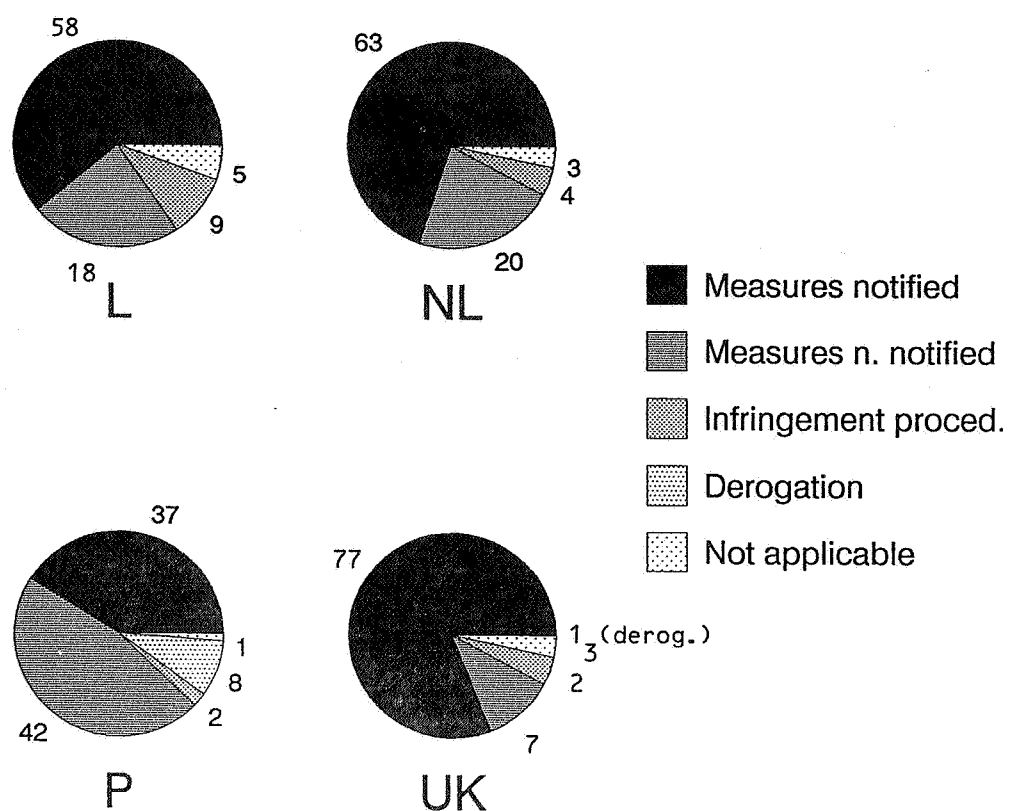 58
5
9
18
L
63
3
4
20
NL
Measures notified
Measures n. notified
Infringement proced.
Derogation
Not applicable
37
1
8
2
42
P
77
1 (derog.)
3
2
7
UK